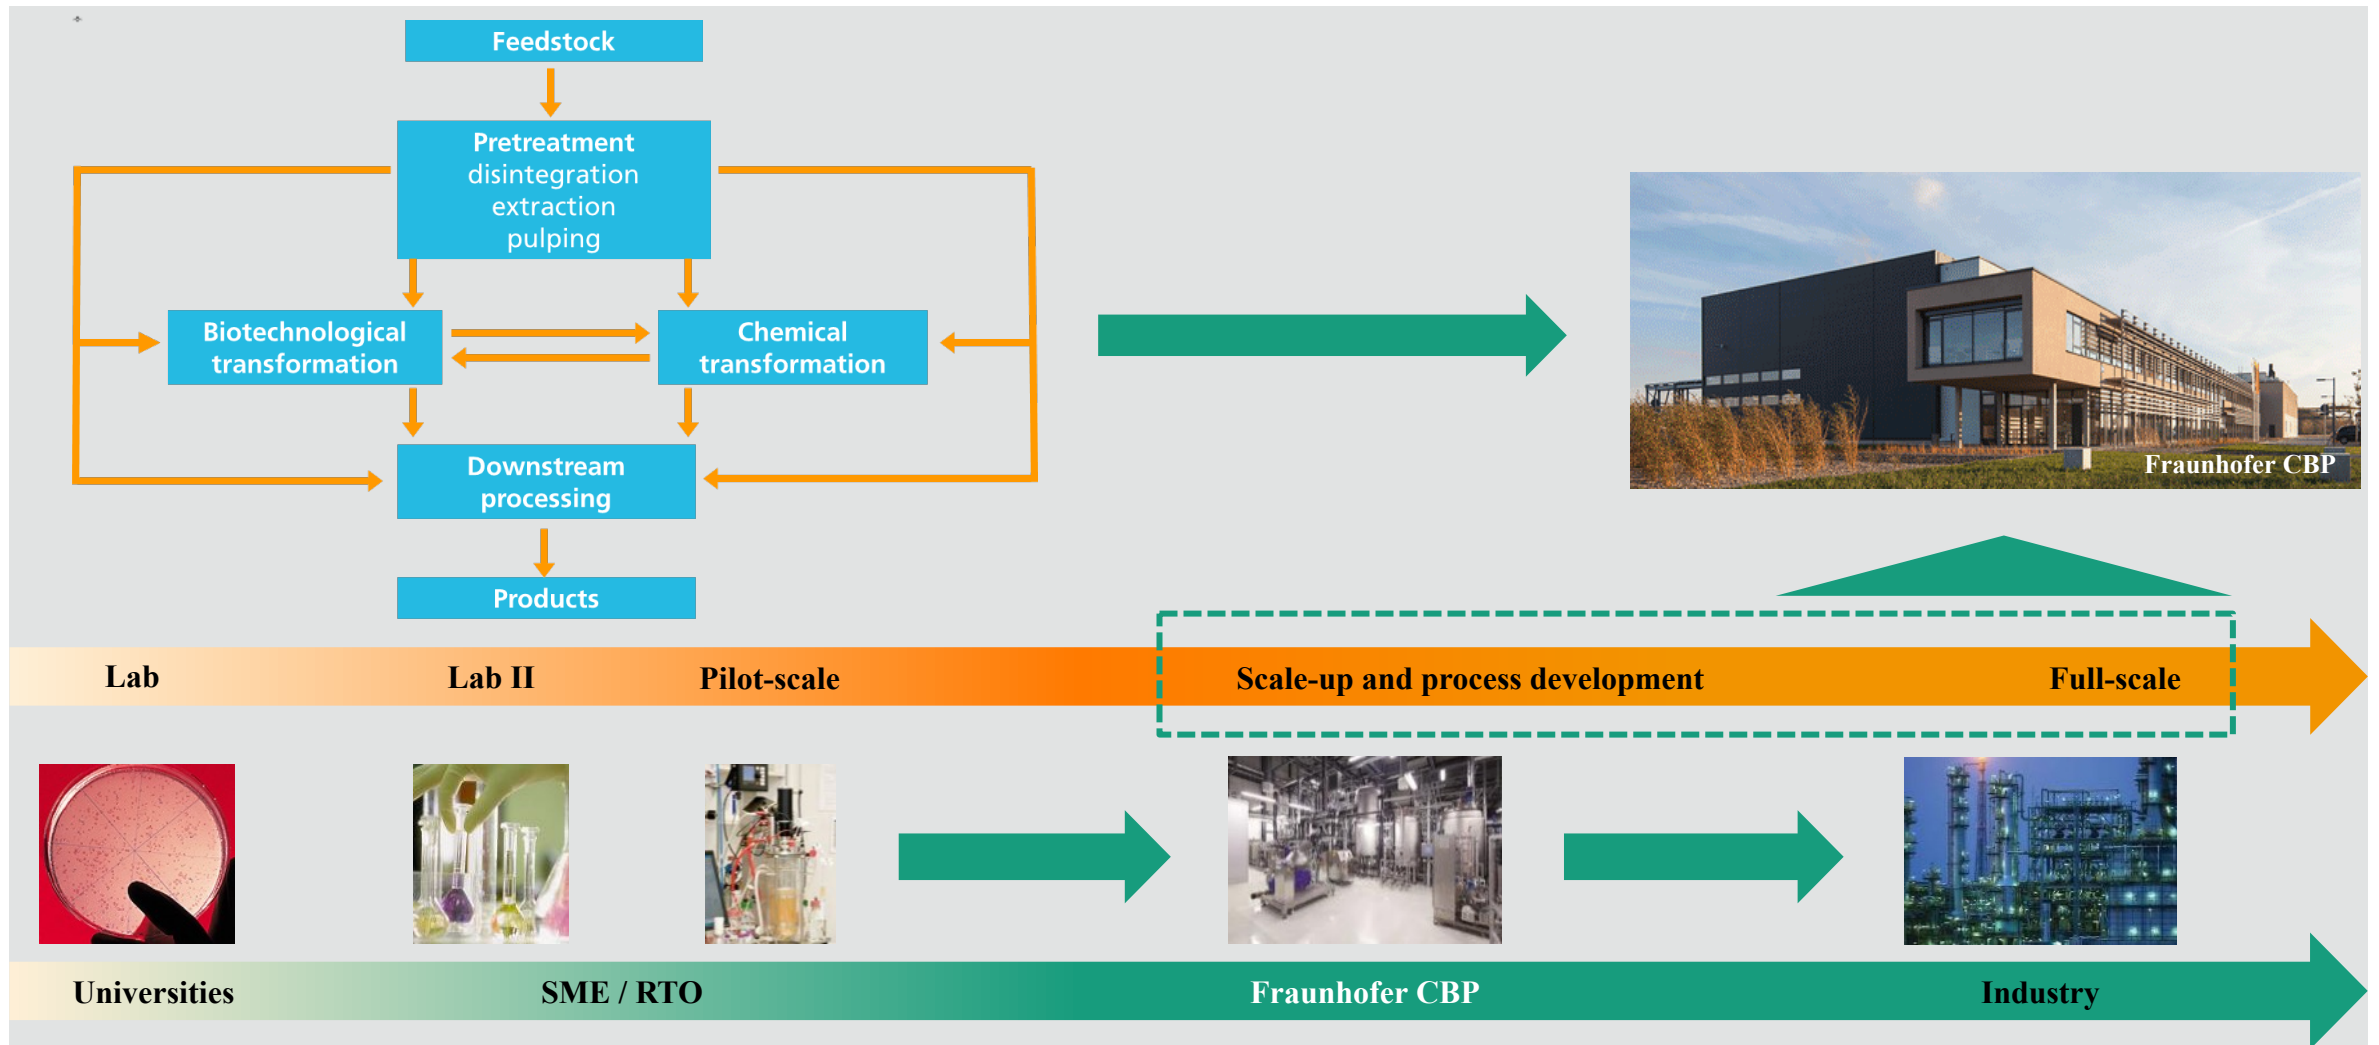 Feedstock
Pretreatment
disintegration
extraction
pulping
Biotechnological
transformation
Chemical
transformation
Downstream
processing
Products
Fraunhofer CBP
Lab
Lab II
Pilot-scale
Scale-up and process development
Full-scale
Universities
SME / RTO
Fraunhofer CBP
Industry